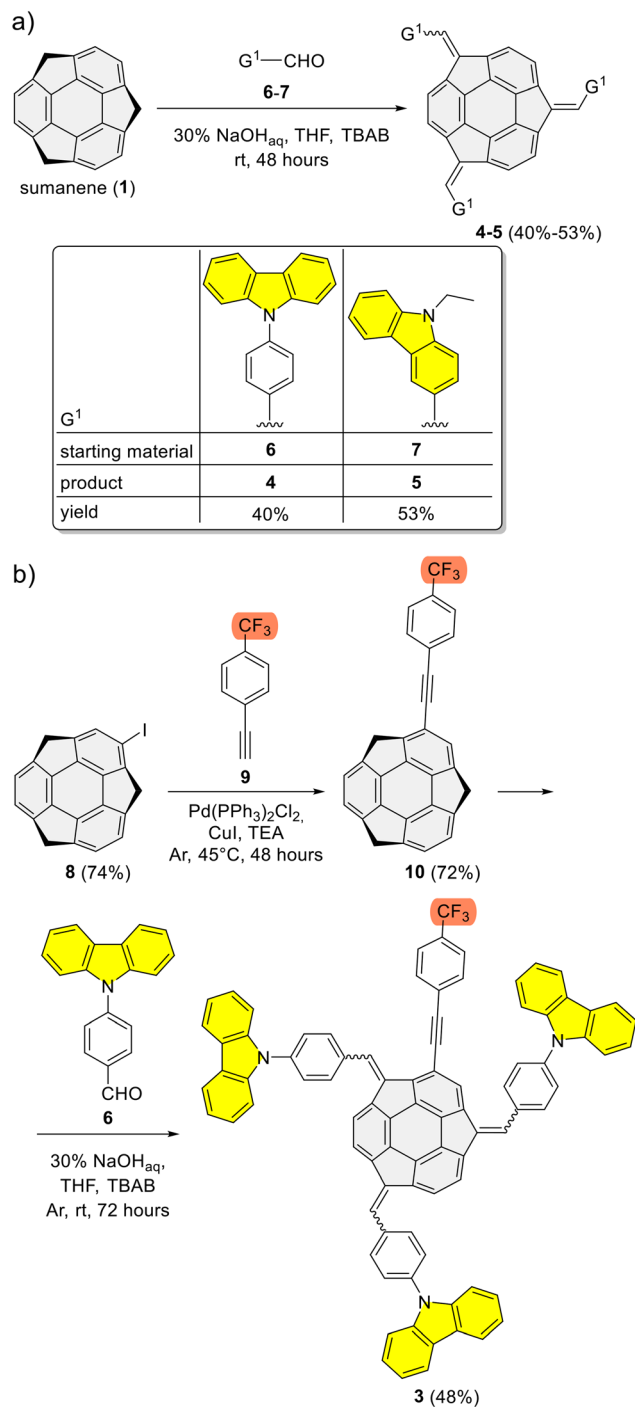 a)
G¹
G¹—CHO
6-7
30% NaOHaq, THF, TBAB
rt, 48 hours
sumanene (1)
G¹
G¹
4-5 (40%-53%)
N
N
G¹
starting material 6 7
product 4 5
yield 40% 53%
b)
CF₃
CF₃
I
9
Pd(PPh₃)₂Cl₂,
CuI, TEA
Ar, 45°C, 48 hours
8 (74%)
10 (72%)
N
CHO
6
30% NaOHaq,
THF, TBAB
Ar, rt, 72 hours
CF₃
N
N
N
3 (48%)